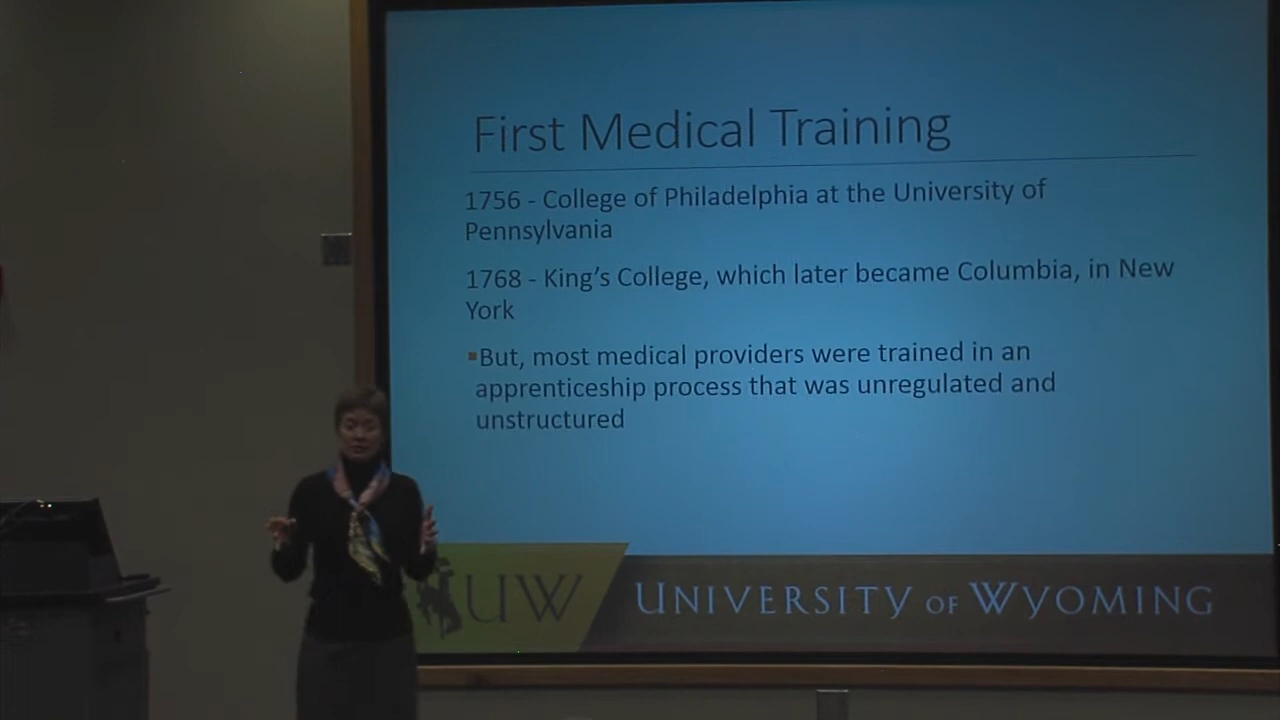 First Medical Training
1756 - College of Philadelphia at the University of
Pennsylvania
1768 - King's College, which later became Columbia, in New
York
▪But, most medical providers were trained in an
apprenticeship process that was unregulated and
unstructured
UW UNIVERSITY OF WYOMING